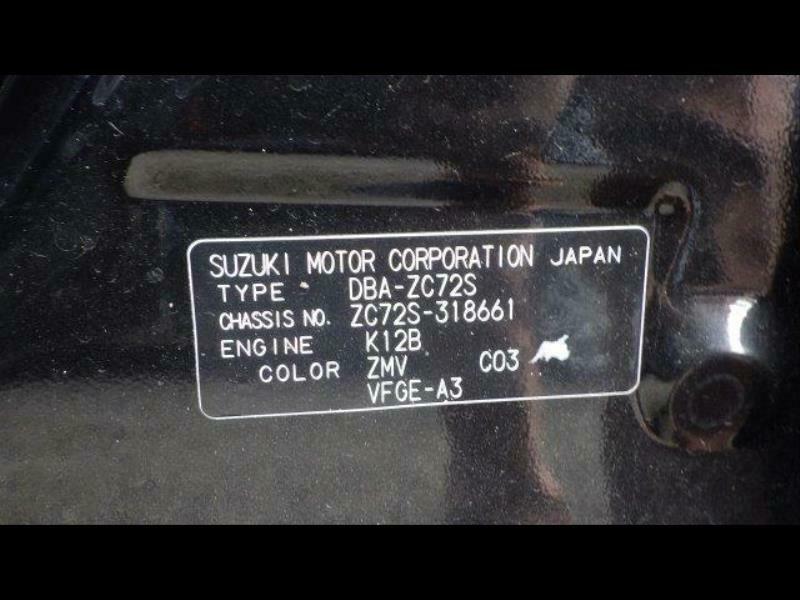 SUZUKI MOTOR CORPORATION JAPAN
TYPE DBA-ZC72S
CHASSIS NO. ZC72S-318661
ENGINE K12B
COLOR ZMV C03
VFGE-A3